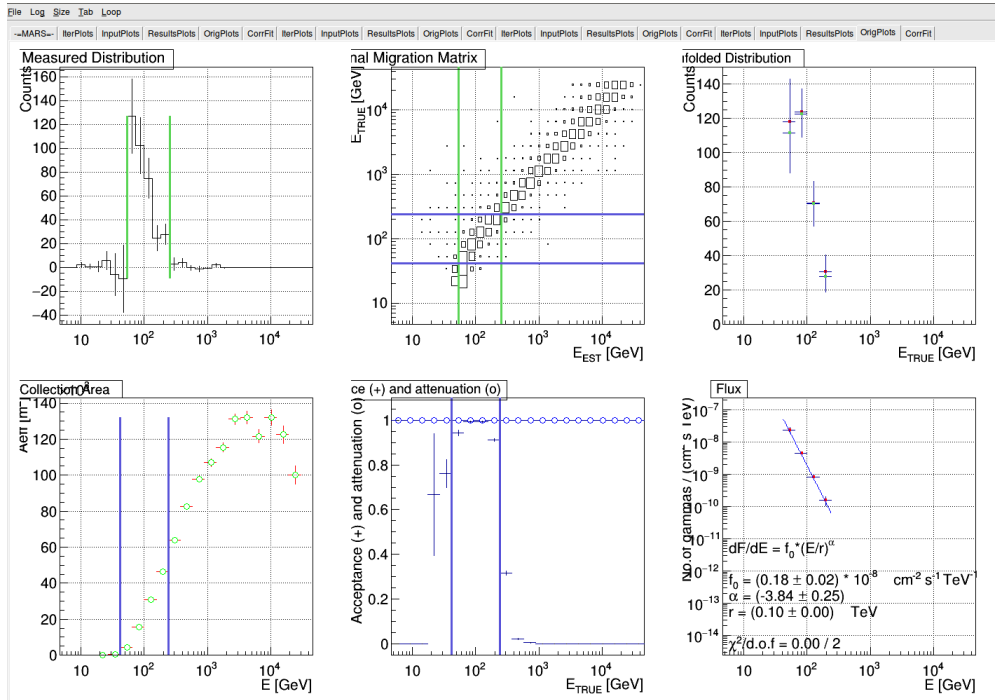 File Log Size Tab Loop
-=MARS=- IterPlots InputPlots ResultsPlots OrigPlots CorrFit IterPlots InputPlots ResultsPlots OrigPlots CorrFit IterPlots InputPlots ResultsPlots OrigPlots CorrFit IterPlots InputPlots ResultsPlots OrigPlots CorrFit
Measured Distribution
Counts
160
140
120
100
80
60
40
20
0
−20
−40
10 10² 10³ 10⁴
nal Migration Matrix
E_TRUE [GeV]
10⁴
10³
10²
10
10 10² 10³ 10⁴
E_EST [GeV]
nfolded Distribution
Counts
140
120
100
80
60
40
20
0
10 10² 10³ 10⁴
E_TRUE [GeV]
Collection Area
Aeff [m
140
120
100
80
60
40
20
0
10 10² 10³ 10⁴
E [GeV]
ce (+) and attenuation (o)
Acceptance (+) and attenuation (o)
1
0.8
0.6
0.4
0.2
0
10 10² 10³ 10⁴
E_TRUE [GeV]
Flux
No.of gammas / (cm² s TeV)
10⁻⁷
10⁻⁸
10⁻⁹
10⁻¹⁰
10⁻¹¹
10⁻¹²
10⁻¹³
10⁻¹⁴
dF/dE = f₀*(E/r)^α
f₀ = (0.18 ± 0.02) * 10⁻⁸ cm⁻² s⁻¹ TeV⁻¹
α = (-3.84 ± 0.25)
r = (0.10 ± 0.00) TeV
χ²/d.o.f = 0.00 / 2
10 10² 10³ 10⁴
E [GeV]